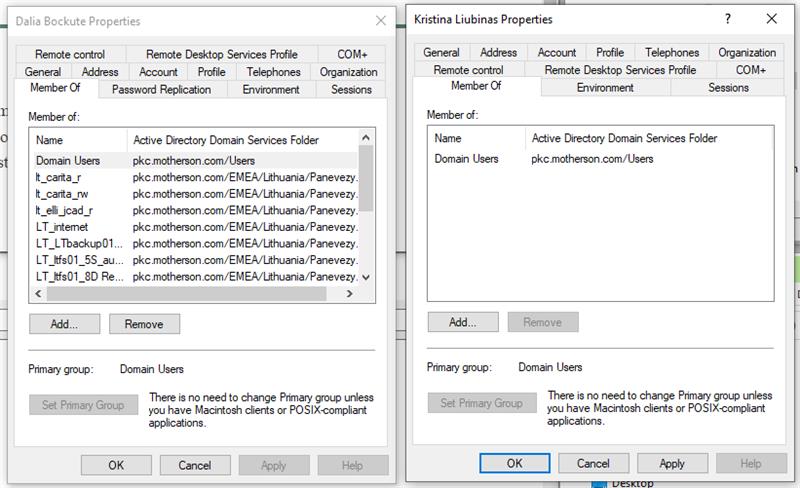 Dalia Bockute Properties
Remote control Remote Desktop Services Profile COM+
General Address Account Profile Telephones Organization
Member Of Password Replication Environment Sessions
Member of:
Name Active Directory Domain Services Folder
Domain Users pkc.motherson.com/Users
lt_carita_r pkc.motherson.com/EMEA/Lithuania/Panevezy.
lt_carita_rw pkc.motherson.com/EMEA/Lithuania/Panevezy.
lt_elli_jcad_r pkc.motherson.com/EMEA/Lithuania/Panevezy.
LT_internet pkc.motherson.com/EMEA/Lithuania/Panevezy.
LT_LTbackup01... pkc.motherson.com/EMEA/Lithuania/Panevezy.
LT_ltfs01_5S_au... pkc.motherson.com/EMEA/Lithuania/Panevezy.
LT_ltfs01_8D Re... pkc.motherson.com/EMEA/Lithuania/Panevezy.
Add... Remove
Primary group: Domain Users
Set Primary Group
There is no need to change Primary group unless
you have Macintosh clients or POSIX-compliant
applications.
OK Cancel Apply Help
Kristina Liubinas Properties ?
General Address Account Profile Telephones Organization
Remote control Remote Desktop Services Profile COM+
Member Of Environment Sessions
Member of:
Name Active Directory Domain Services Folder
Domain Users pkc.motherson.com/Users
Add... Remove
Primary group: Domain Users
Set Primary Group
There is no need to change Primary group unless
you have Macintosh clients or POSIX-compliant
applications.
OK Cancel Apply Help
Desktop